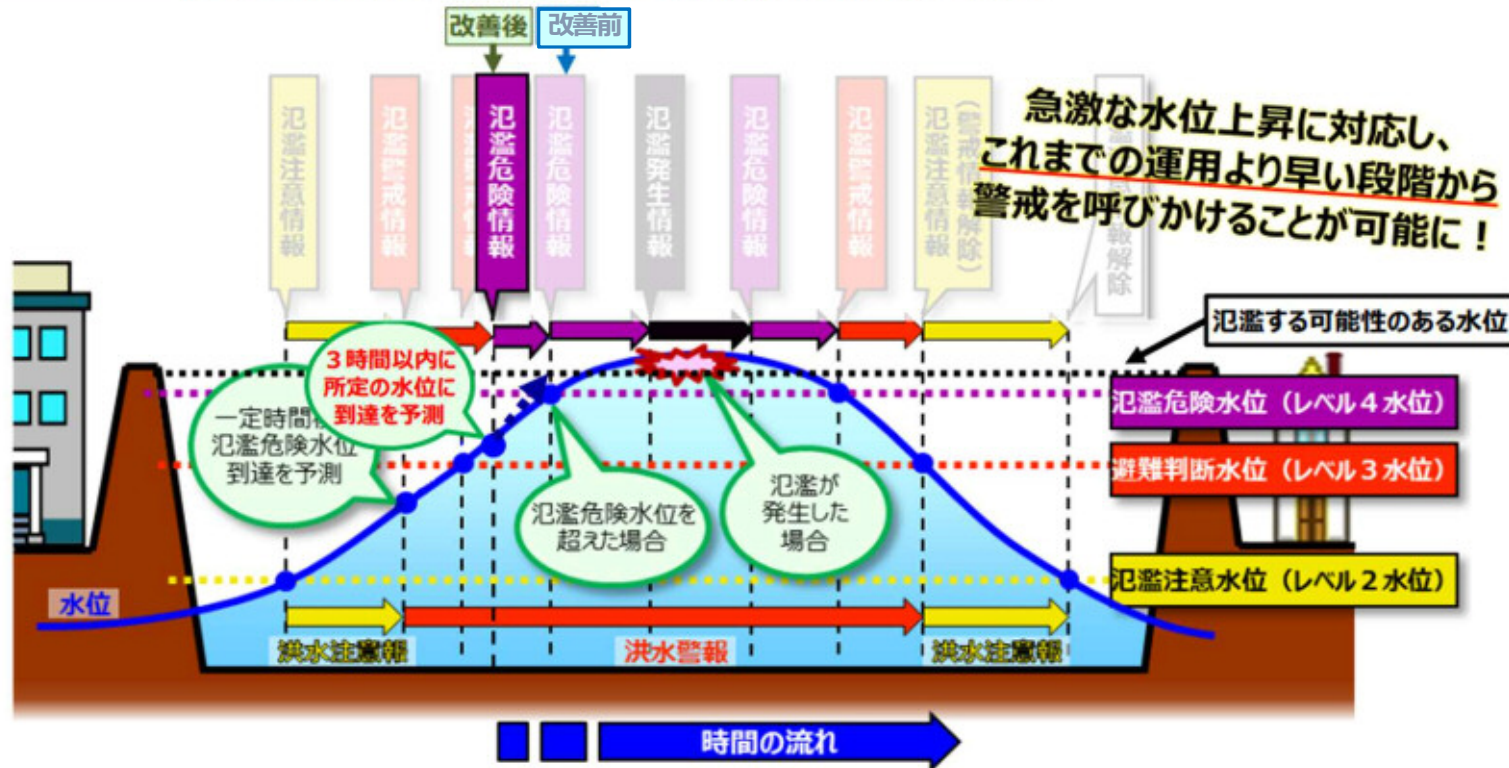 改善後
改善前
氾濫注意情報
氾濫警戒情報
氾濫危険情報
氾濫危険情報
氾濫発生情報
氾濫危険情報
氾濫警戒情報
氾濫注意情報
(警戒情報解除)
報解除
急激な水位上昇に対応し、
これまでの運用より早い段階から
警戒を呼びかけることが可能に！
氾濫する可能性のある水位
3時間以内に
所定の水位に
到達を予測
一定時間
氾濫危険水位
到達を予測
氾濫危険水位を
超えた場合
氾濫が
発生した
場合
氾濫危険水位（レベル４水位）
避難判断水位（レベル３水位）
氾濫注意水位（レベル２水位）
水位
洪水注意報
洪水警報
洪水注意報
時間の流れ